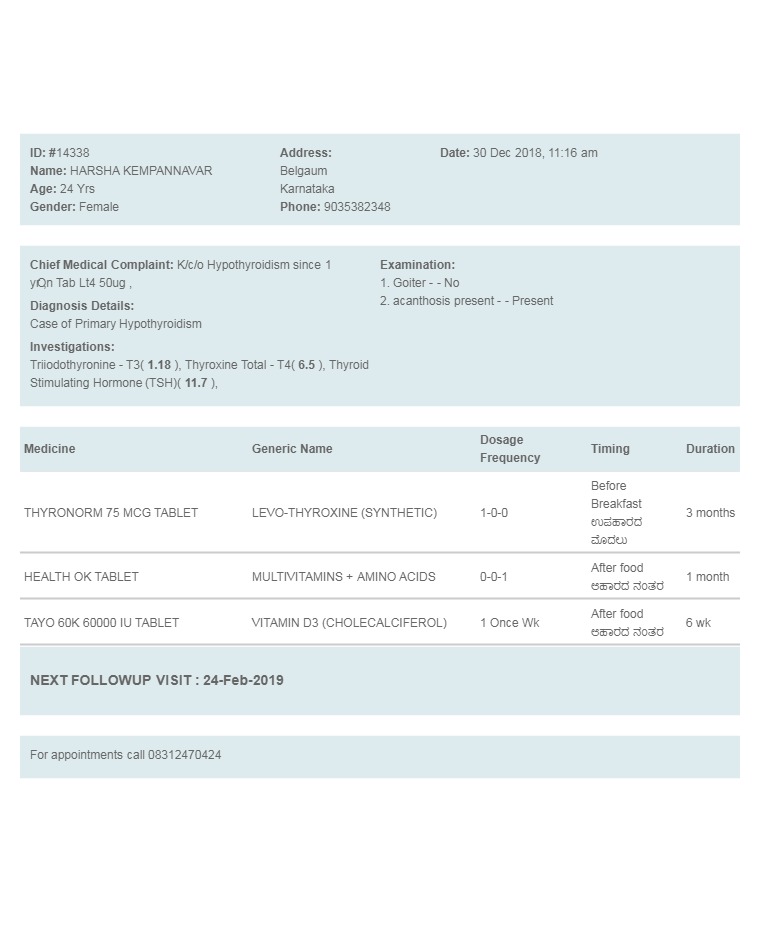 ID: #14338
Name: HARSHA KEMPANNAVAR
Age: 24 Yrs
Gender: Female
Address:
Belgaum
Karnataka
Phone: 9035382348
Date: 30 Dec 2018, 11:16 am
Chief Medical Complaint: K/c/o Hypothyroidism since 1
yrOn Tab Lt4 50ug ,
Diagnosis Details:
Case of Primary Hypothyroidism
Investigations:
Triiodothyronine - T3( 1.18 ), Thyroxine Total - T4( 6.5 ), Thyroid
Stimulating Hormone (TSH)( 11.7 ),
Examination:
1. Goiter - - No
2. acanthosis present - - Present
Medicine Generic Name Dosage Frequency Timing Duration
THYRONORM 75 MCG TABLET LEVO-THYROXINE (SYNTHETIC) 1-0-0 Before Breakfast ಉಪಹಾರದ ಮೊದಲು 3 months
HEALTH OK TABLET MULTIVITAMINS + AMINO ACIDS 0-0-1 After food ಆಹಾರದ ನಂತರ 1 month
TAYO 60K 60000 IU TABLET VITAMIN D3 (CHOLECALCIFEROL) 1 Once Wk After food ಆಹಾರದ ನಂತರ 6 wk
NEXT FOLLOWUP VISIT : 24-Feb-2019
For appointments call 08312470424